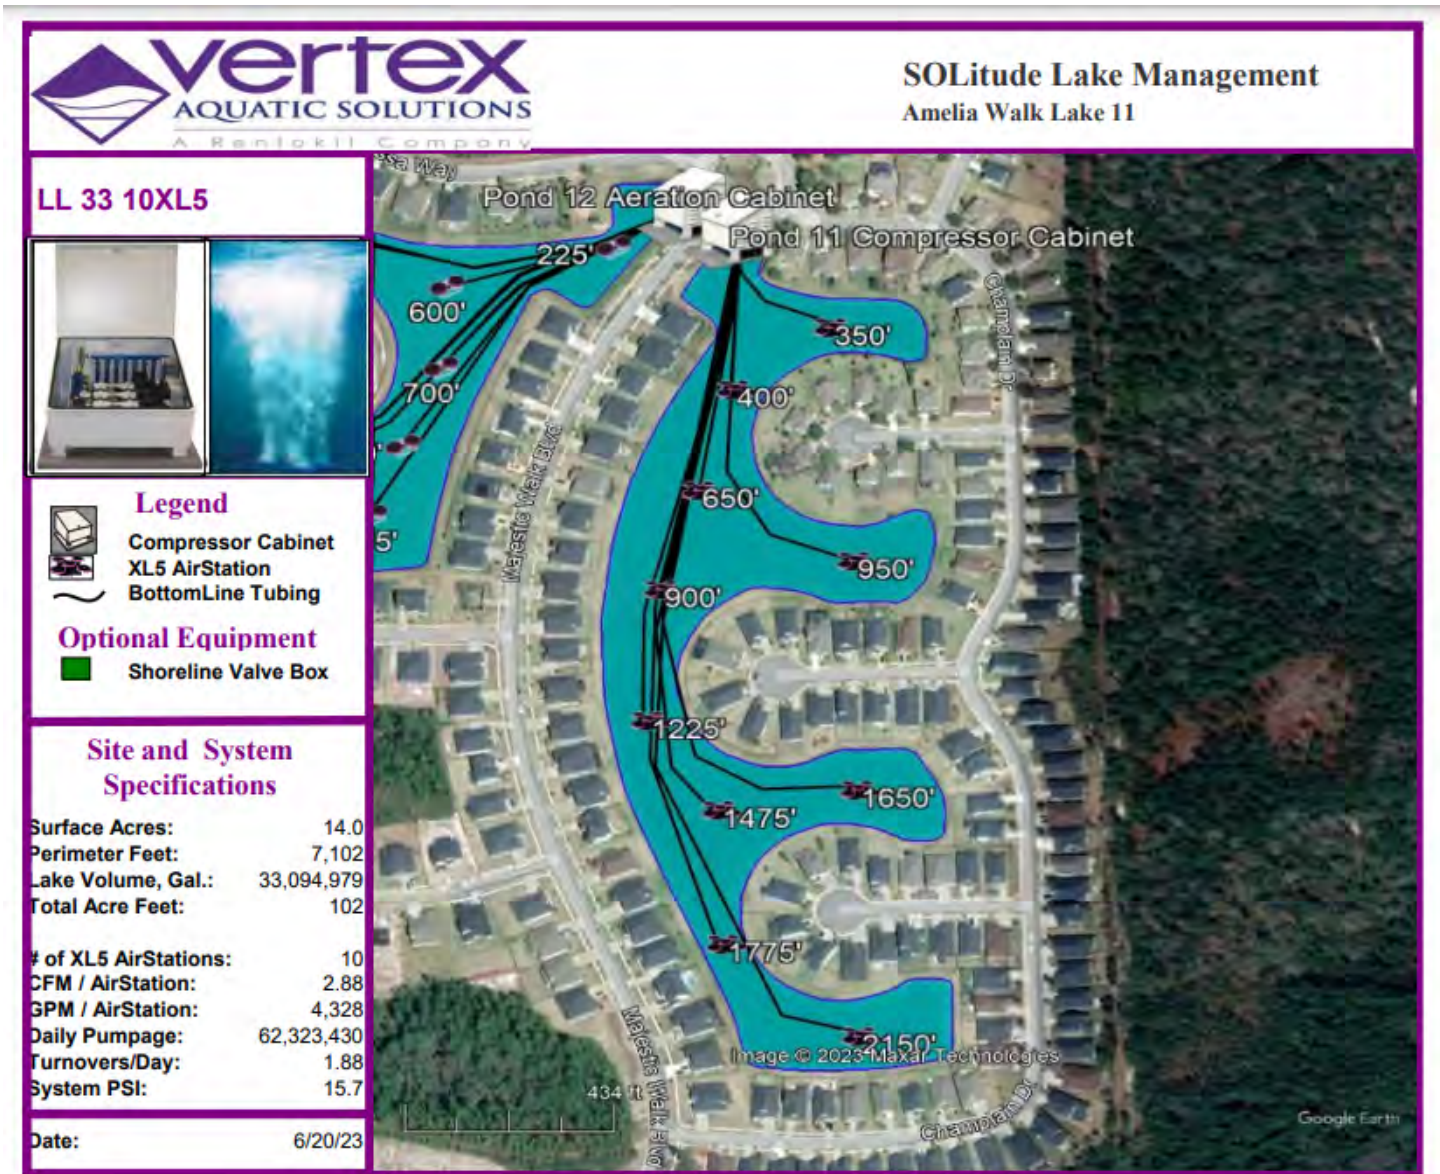 vertex
AQUATIC SOLUTIONS
A Rentokil Company
SOLitude Lake Management
Amelia Walk Lake 11
LL 33 10XL5
Legend
Compressor Cabinet
XL5 AirStation
BottomLine Tubing
Optional Equipment
Shoreline Valve Box
Site and System
Specifications
Surface Acres: 14.0
Perimeter Feet: 7,102
Lake Volume, Gal.: 33,094,979
Total Acre Feet: 102
# of XL5 AirStations: 10
CFM / AirStation: 2.88
GPM / AirStation: 4,328
Daily Pumpage: 62,323,430
Turnovers/Day: 1.88
System PSI: 15.7
Date: 6/20/23
Way
Pond 12 Aeration Cabinet
Pond 11 Compressor Cabinet
225'
600'
700'
5'
350'
400'
650'
950'
900'
1225'
1650'
1475'
1775'
2150'
Majestic Walk Blvd
Champlain Dr
Majestic Walk Blvd
Champlain Dr
Image © 2023 Maxar Technologies
434 ft
Google Earth